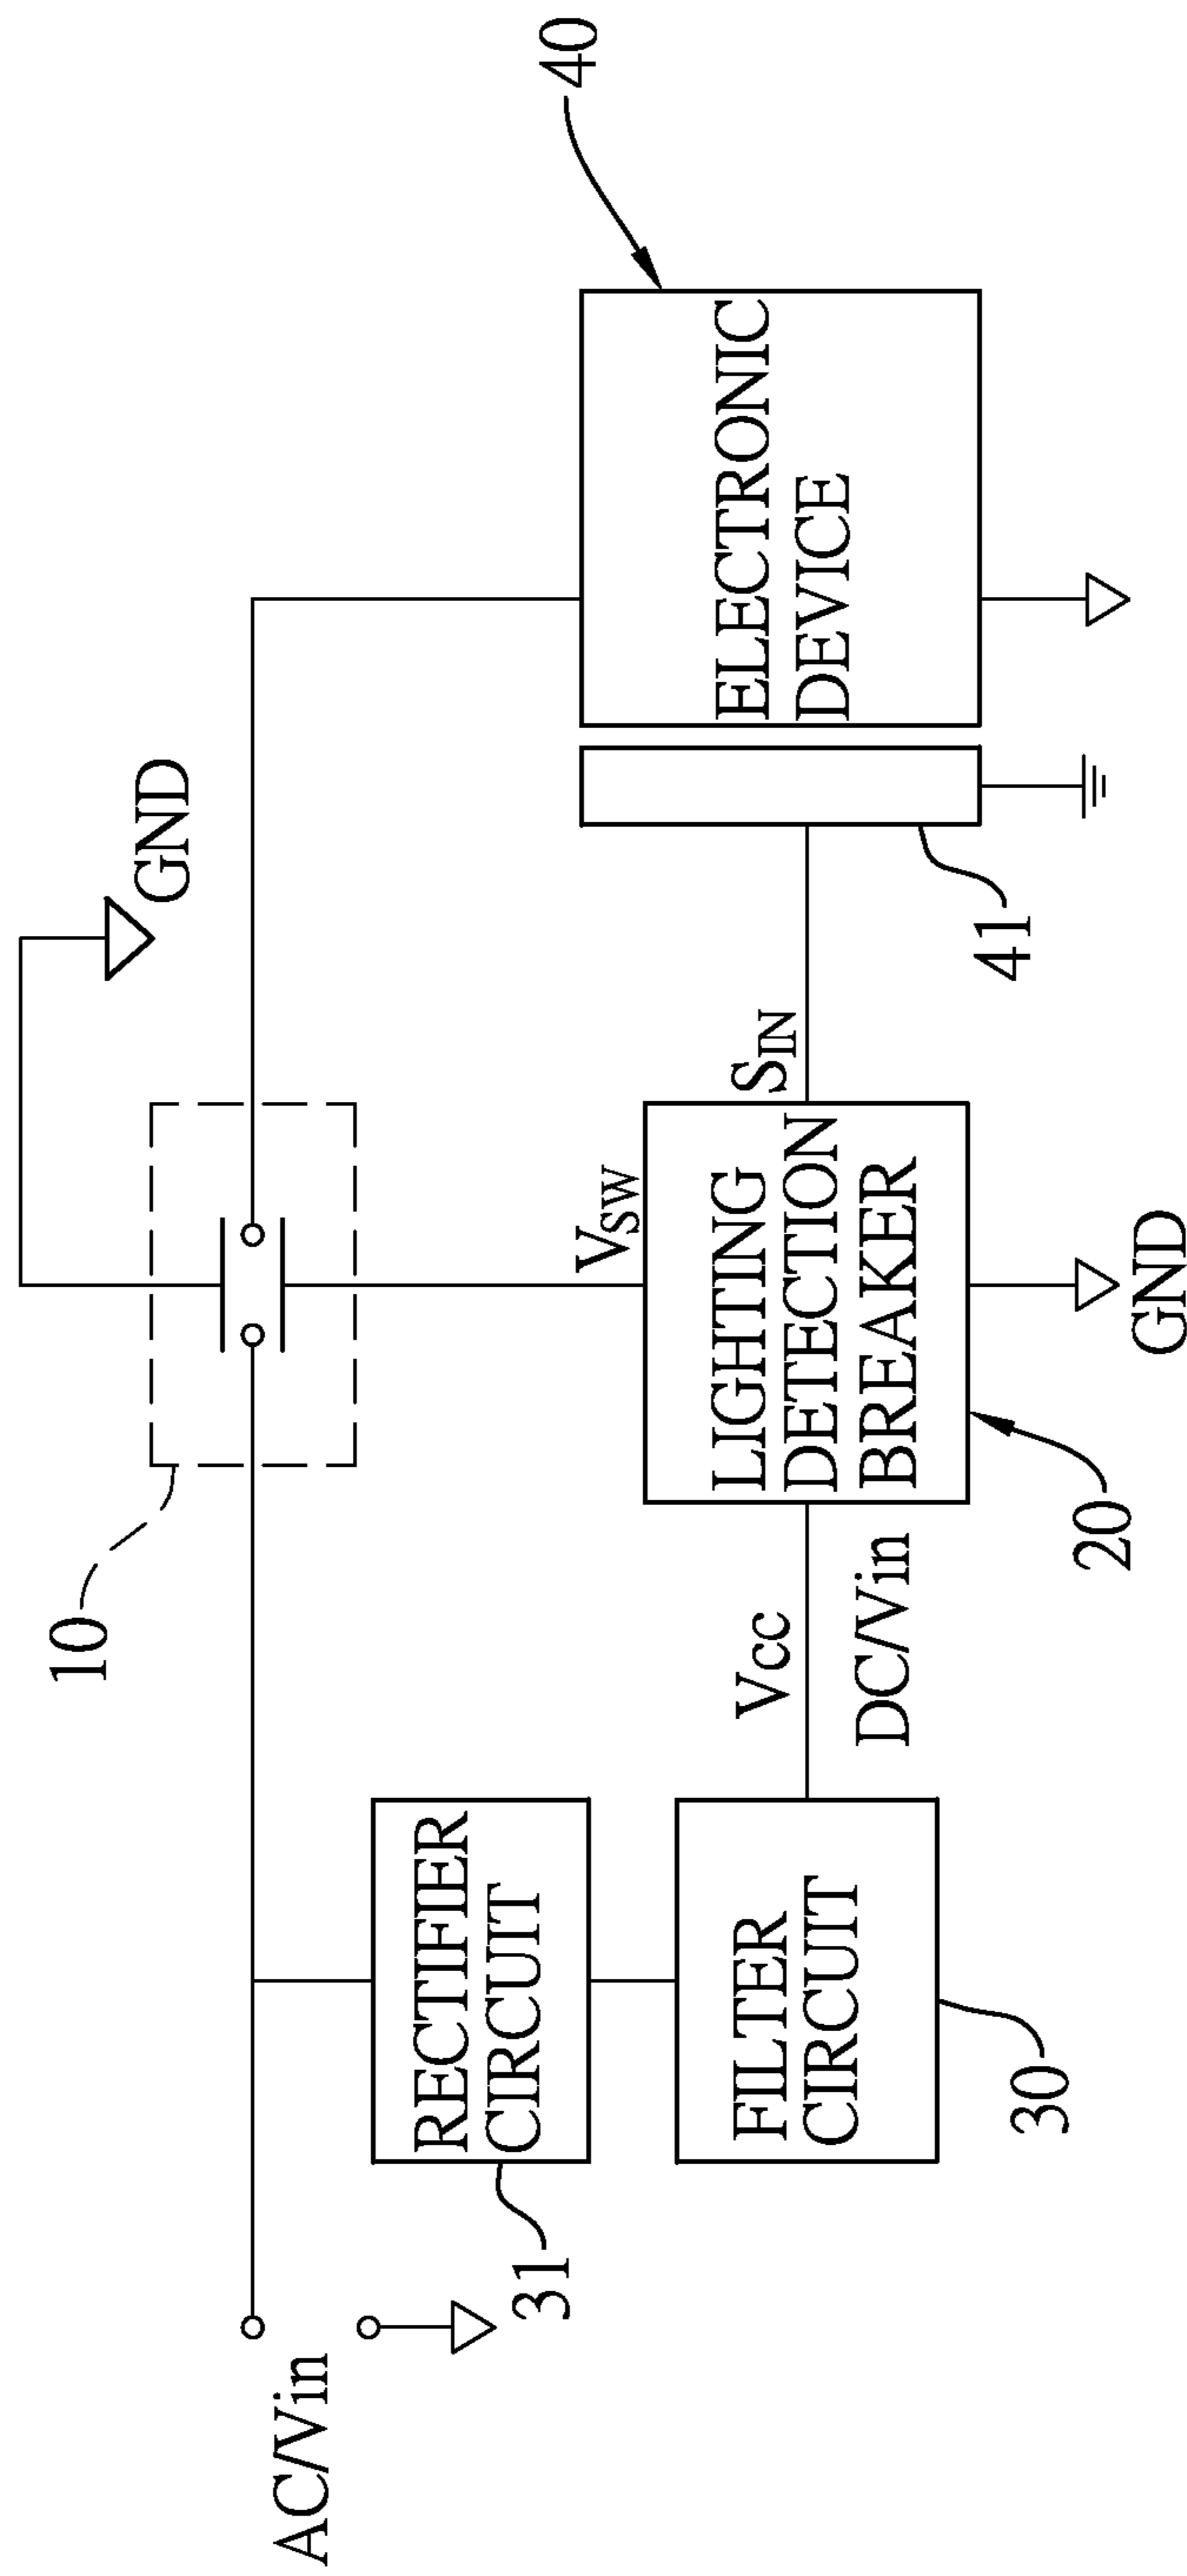 GND
10
40
AC/Vin
RECTIFIER
CIRCUIT
31
FILTER
CIRCUIT
30
Vcc
DC/Vin
VSW
LIGHTING
DETECTION
BREAKER
20
GND
SIN
41
ELECTRONIC
DEVICE